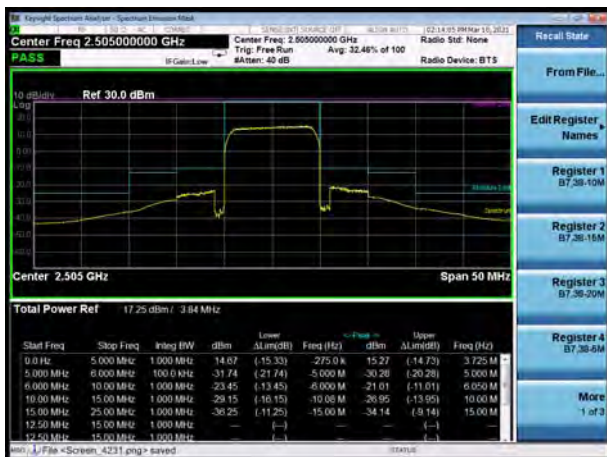 Keysight Spectrum Analyzer - Spectrum Emission Mask
Center Freq 2.505000000 GHz
PASS
IFGain:Low
Center Freq: 2.505000000 GHz
Trig: Free Run
Avg: 32.46% of 100
#Atten: 40 dB
02:14:05 PM Mar 10, 2021
Radio Std: None
Radio Device: BTS
10 dB/div
Ref 30.0 dBm
Log
Center 2.505 GHz
Span 50 MHz
Total Power Ref 17.25 dBm / 3.84 MHz
Lower <- Peak -> Upper
Start Freq Stop Freq Integ BW dBm ΔLim(dB) Freq (Hz) dBm ΔLim(dB) Freq (Hz)
0.0 Hz 5.000 MHz 1.000 MHz 14.67 (-15.33) -275.0 k 15.27 (-14.73) 3.725 M
5.000 MHz 6.000 MHz 100.0 kHz -31.74 (-21.74) -5.000 M -30.28 (-20.28) 5.000 M
6.000 MHz 10.00 MHz 1.000 MHz -23.45 (-13.45) -6.000 M -21.01 (-11.01) 6.050 M
10.00 MHz 15.00 MHz 1.000 MHz -29.15 (-16.15) -10.08 M -26.95 (-13.95) 10.00 M
15.00 MHz 25.00 MHz 1.000 MHz -36.25 (-11.25) -15.00 M -34.14 (-9.14) 15.00 M
12.50 MHz 15.00 MHz 1.000 MHz --- (---) --- --- (---) ---
12.50 MHz 15.00 MHz 1.000 MHz --- (---) --- --- (---) ---
MSG File <Screen_4231.png> saved
STATUS
Recall State
From File...
Edit Register
Names
Register 1
B7,38-10M
Register 2
B7,38-15M
Register 3
B7,38-20M
Register 4
B7,38-5M
More
1 of 3